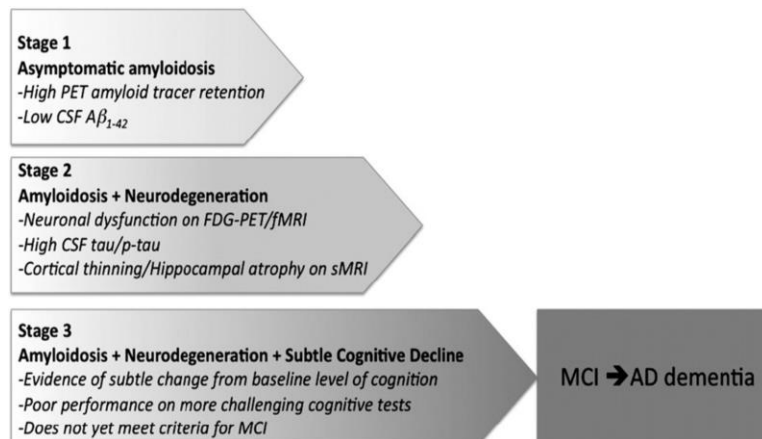 Stage 1
Asymptomatic amyloidosis
-High PET amyloid tracer retention
-Low CSF Aβ1-42
Stage 2
Amyloidosis + Neurodegeneration
-Neuronal dysfunction on FDG-PET/fMRI
-High CSF tau/p-tau
-Cortical thinning/Hippocampal atrophy on sMRI
Stage 3
Amyloidosis + Neurodegeneration + Subtle Cognitive Decline
-Evidence of subtle change from baseline level of cognition
-Poor performance on more challenging cognitive tests
-Does not yet meet criteria for MCI
MCI ➔ AD dementia